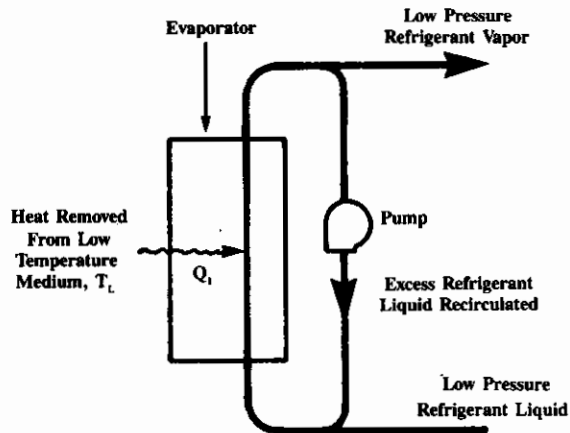 Low Pressure
Refrigerant Vapor
Evaporator
Heat Removed
From Low
Temperature
Medium, T_L
Q_1
Pump
Excess Refrigerant
Liquid Recirculated
Low Pressure
Refrigerant Liquid